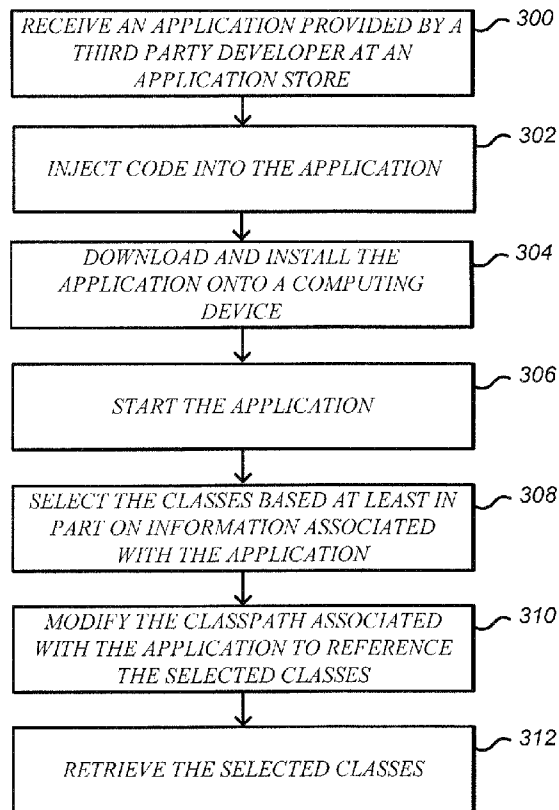 RECEIVE AN APPLICATION PROVIDED BY A
THIRD PARTY DEVELOPER AT AN
APPLICATION STORE
300
INJECT CODE INTO THE APPLICATION
302
DOWNLOAD AND INSTALL THE
APPLICATION ONTO A COMPUTING
DEVICE
304
START THE APPLICATION
306
SELECT THE CLASSES BASED AT LEAST IN
PART ON INFORMATION ASSOCIATED
WITH THE APPLICATION
308
MODIFY THE CLASSPATH ASSOCIATED
WITH THE APPLICATION TO REFERENCE
THE SELECTED CLASSES
310
RETRIEVE THE SELECTED CLASSES
312